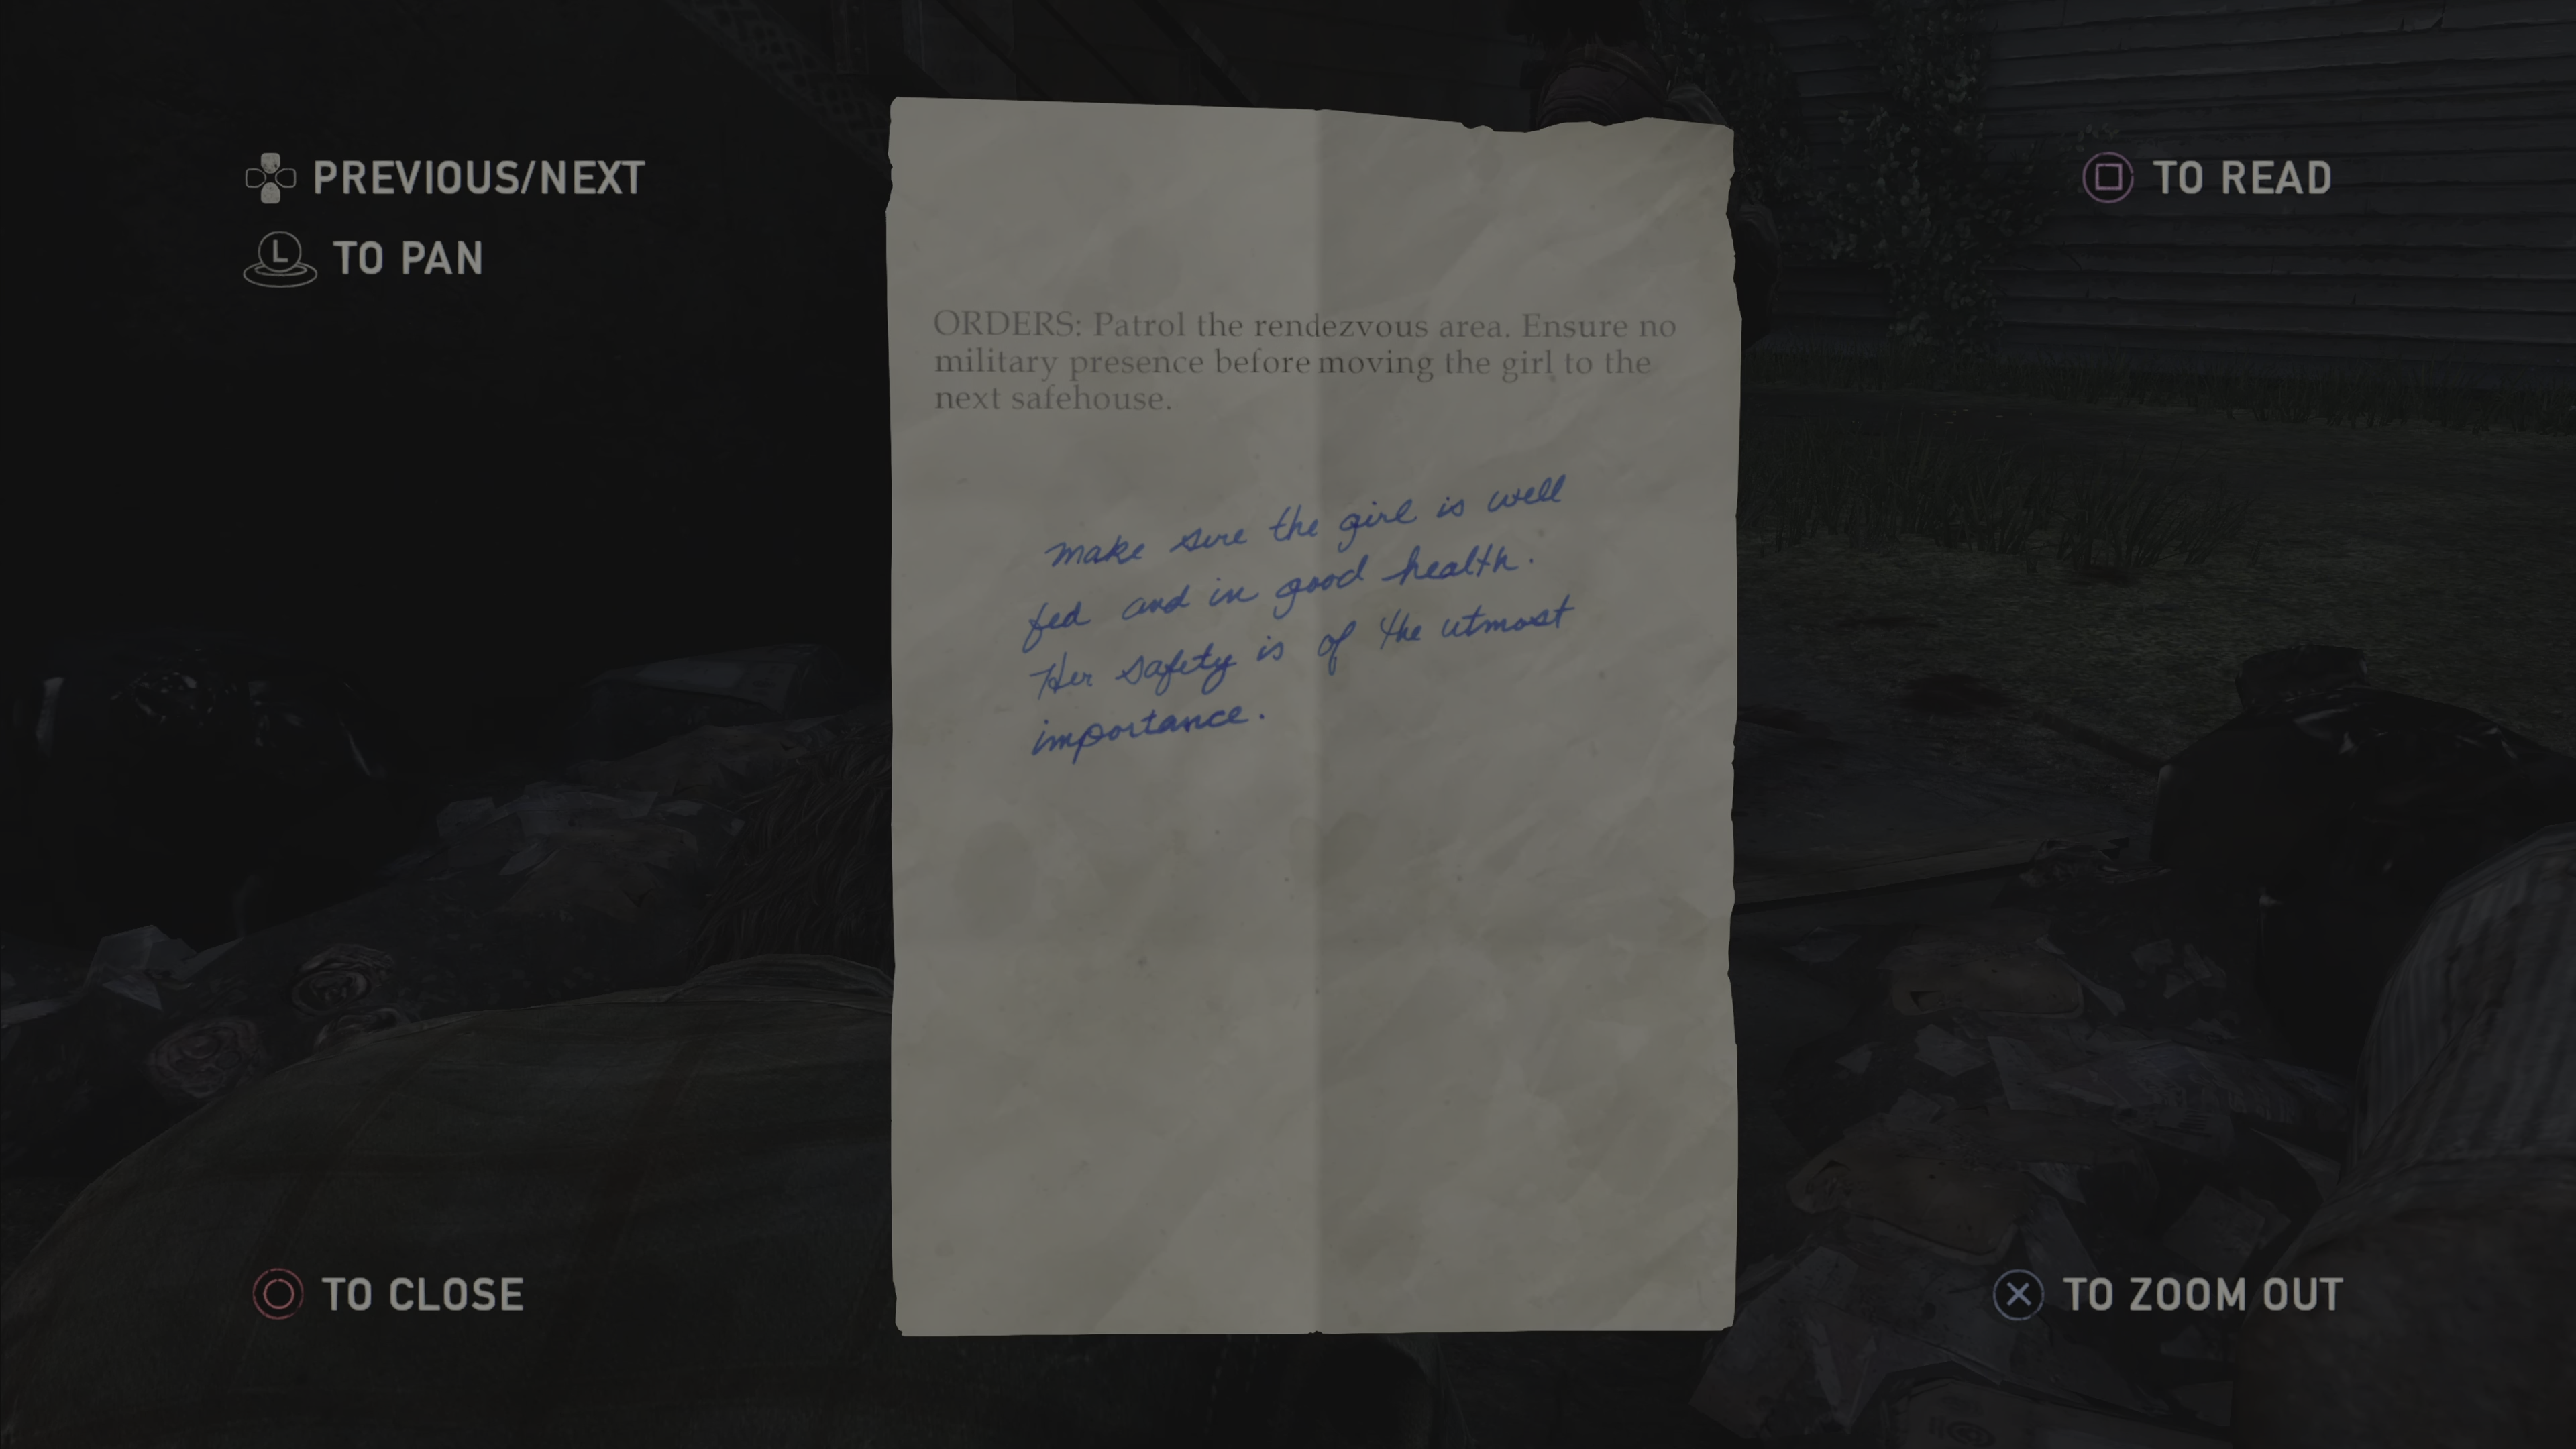 PREVIOUS/NEXT
L TO PAN
TO READ
ORDERS: Patrol the rendezvous area. Ensure no
military presence before moving the girl to the
next safehouse.
make sure the girl is well
fed and in good health.
Her safety is of the utmost
importance.
TO CLOSE
TO ZOOM OUT